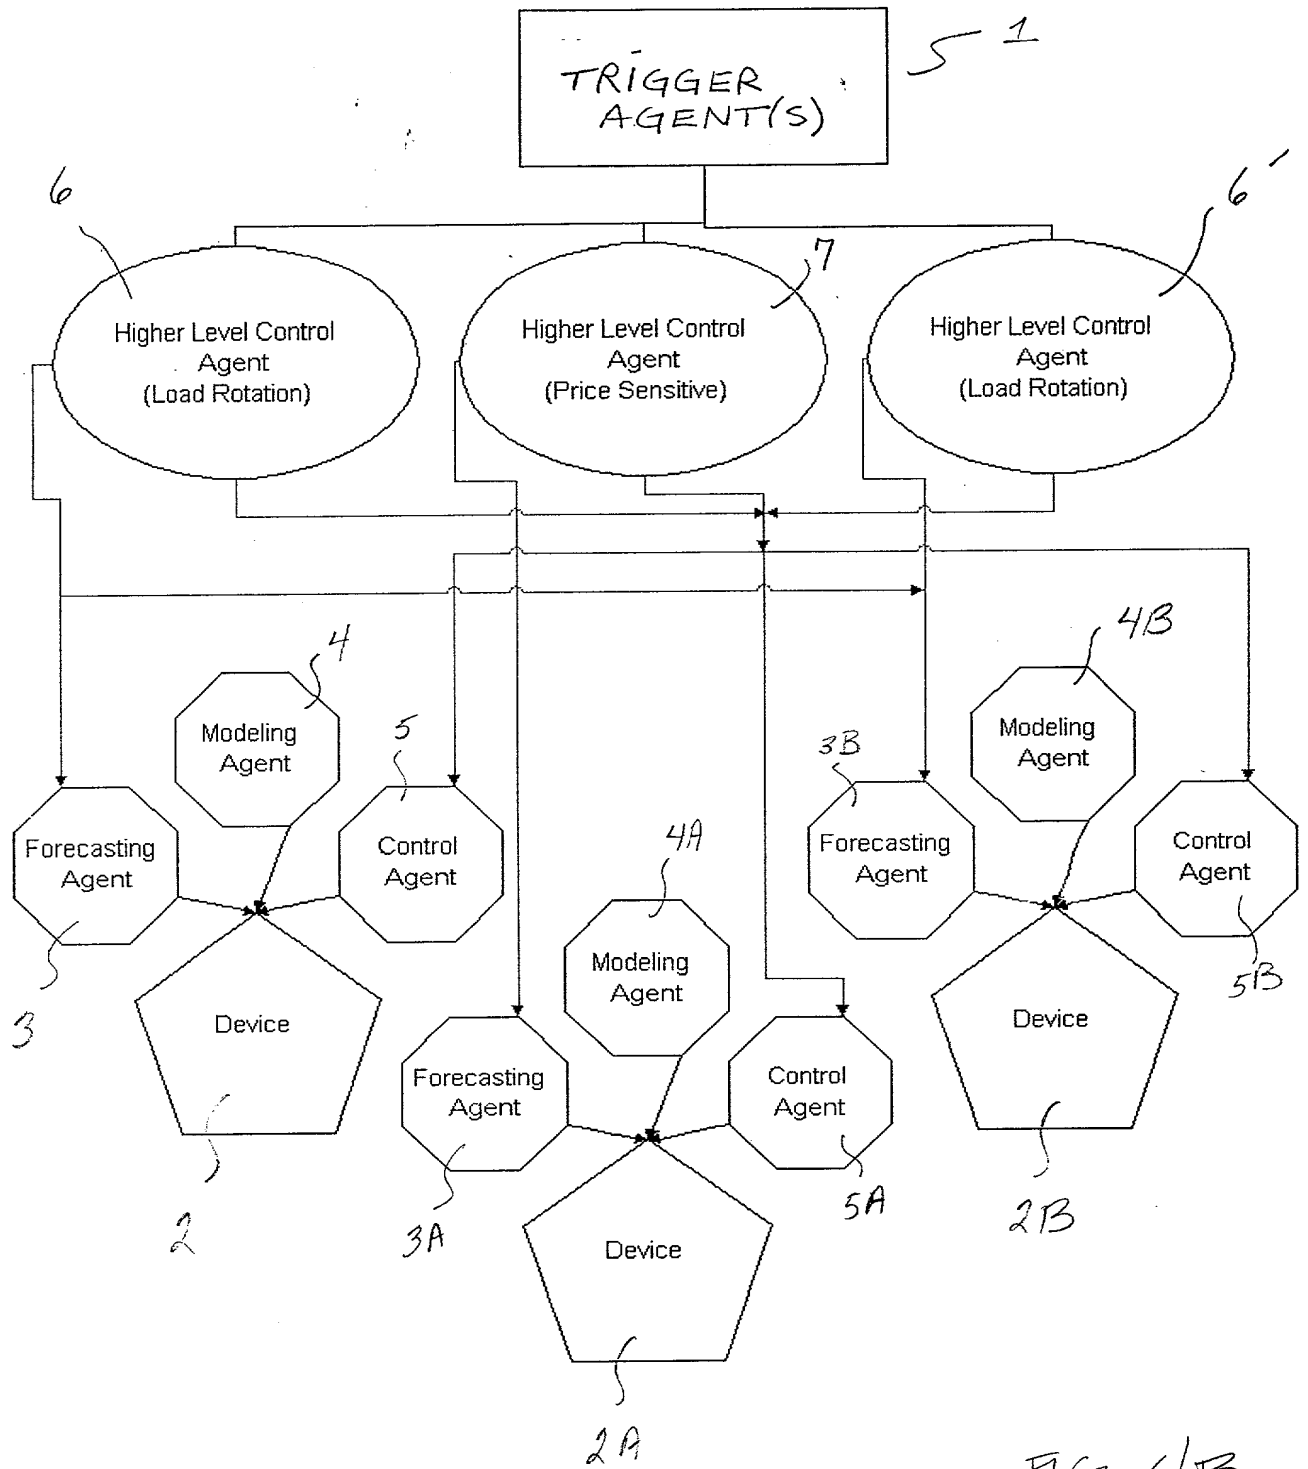 1
TRIGGER
AGENT(S)
6
7
6′
Higher Level Control
Agent
(Load Rotation)
Higher Level Control
Agent
(Price Sensitive)
Higher Level Control
Agent
(Load Rotation)
4
Modeling
Agent
5
4B
Modeling
Agent
3B
Forecasting
Agent
Control
Agent
Forecasting
Agent
Control
Agent
3
4A
Modeling
Agent
5B
Device
Device
Forecasting
Agent
Control
Agent
2
3A
5A
2B
Device
2A